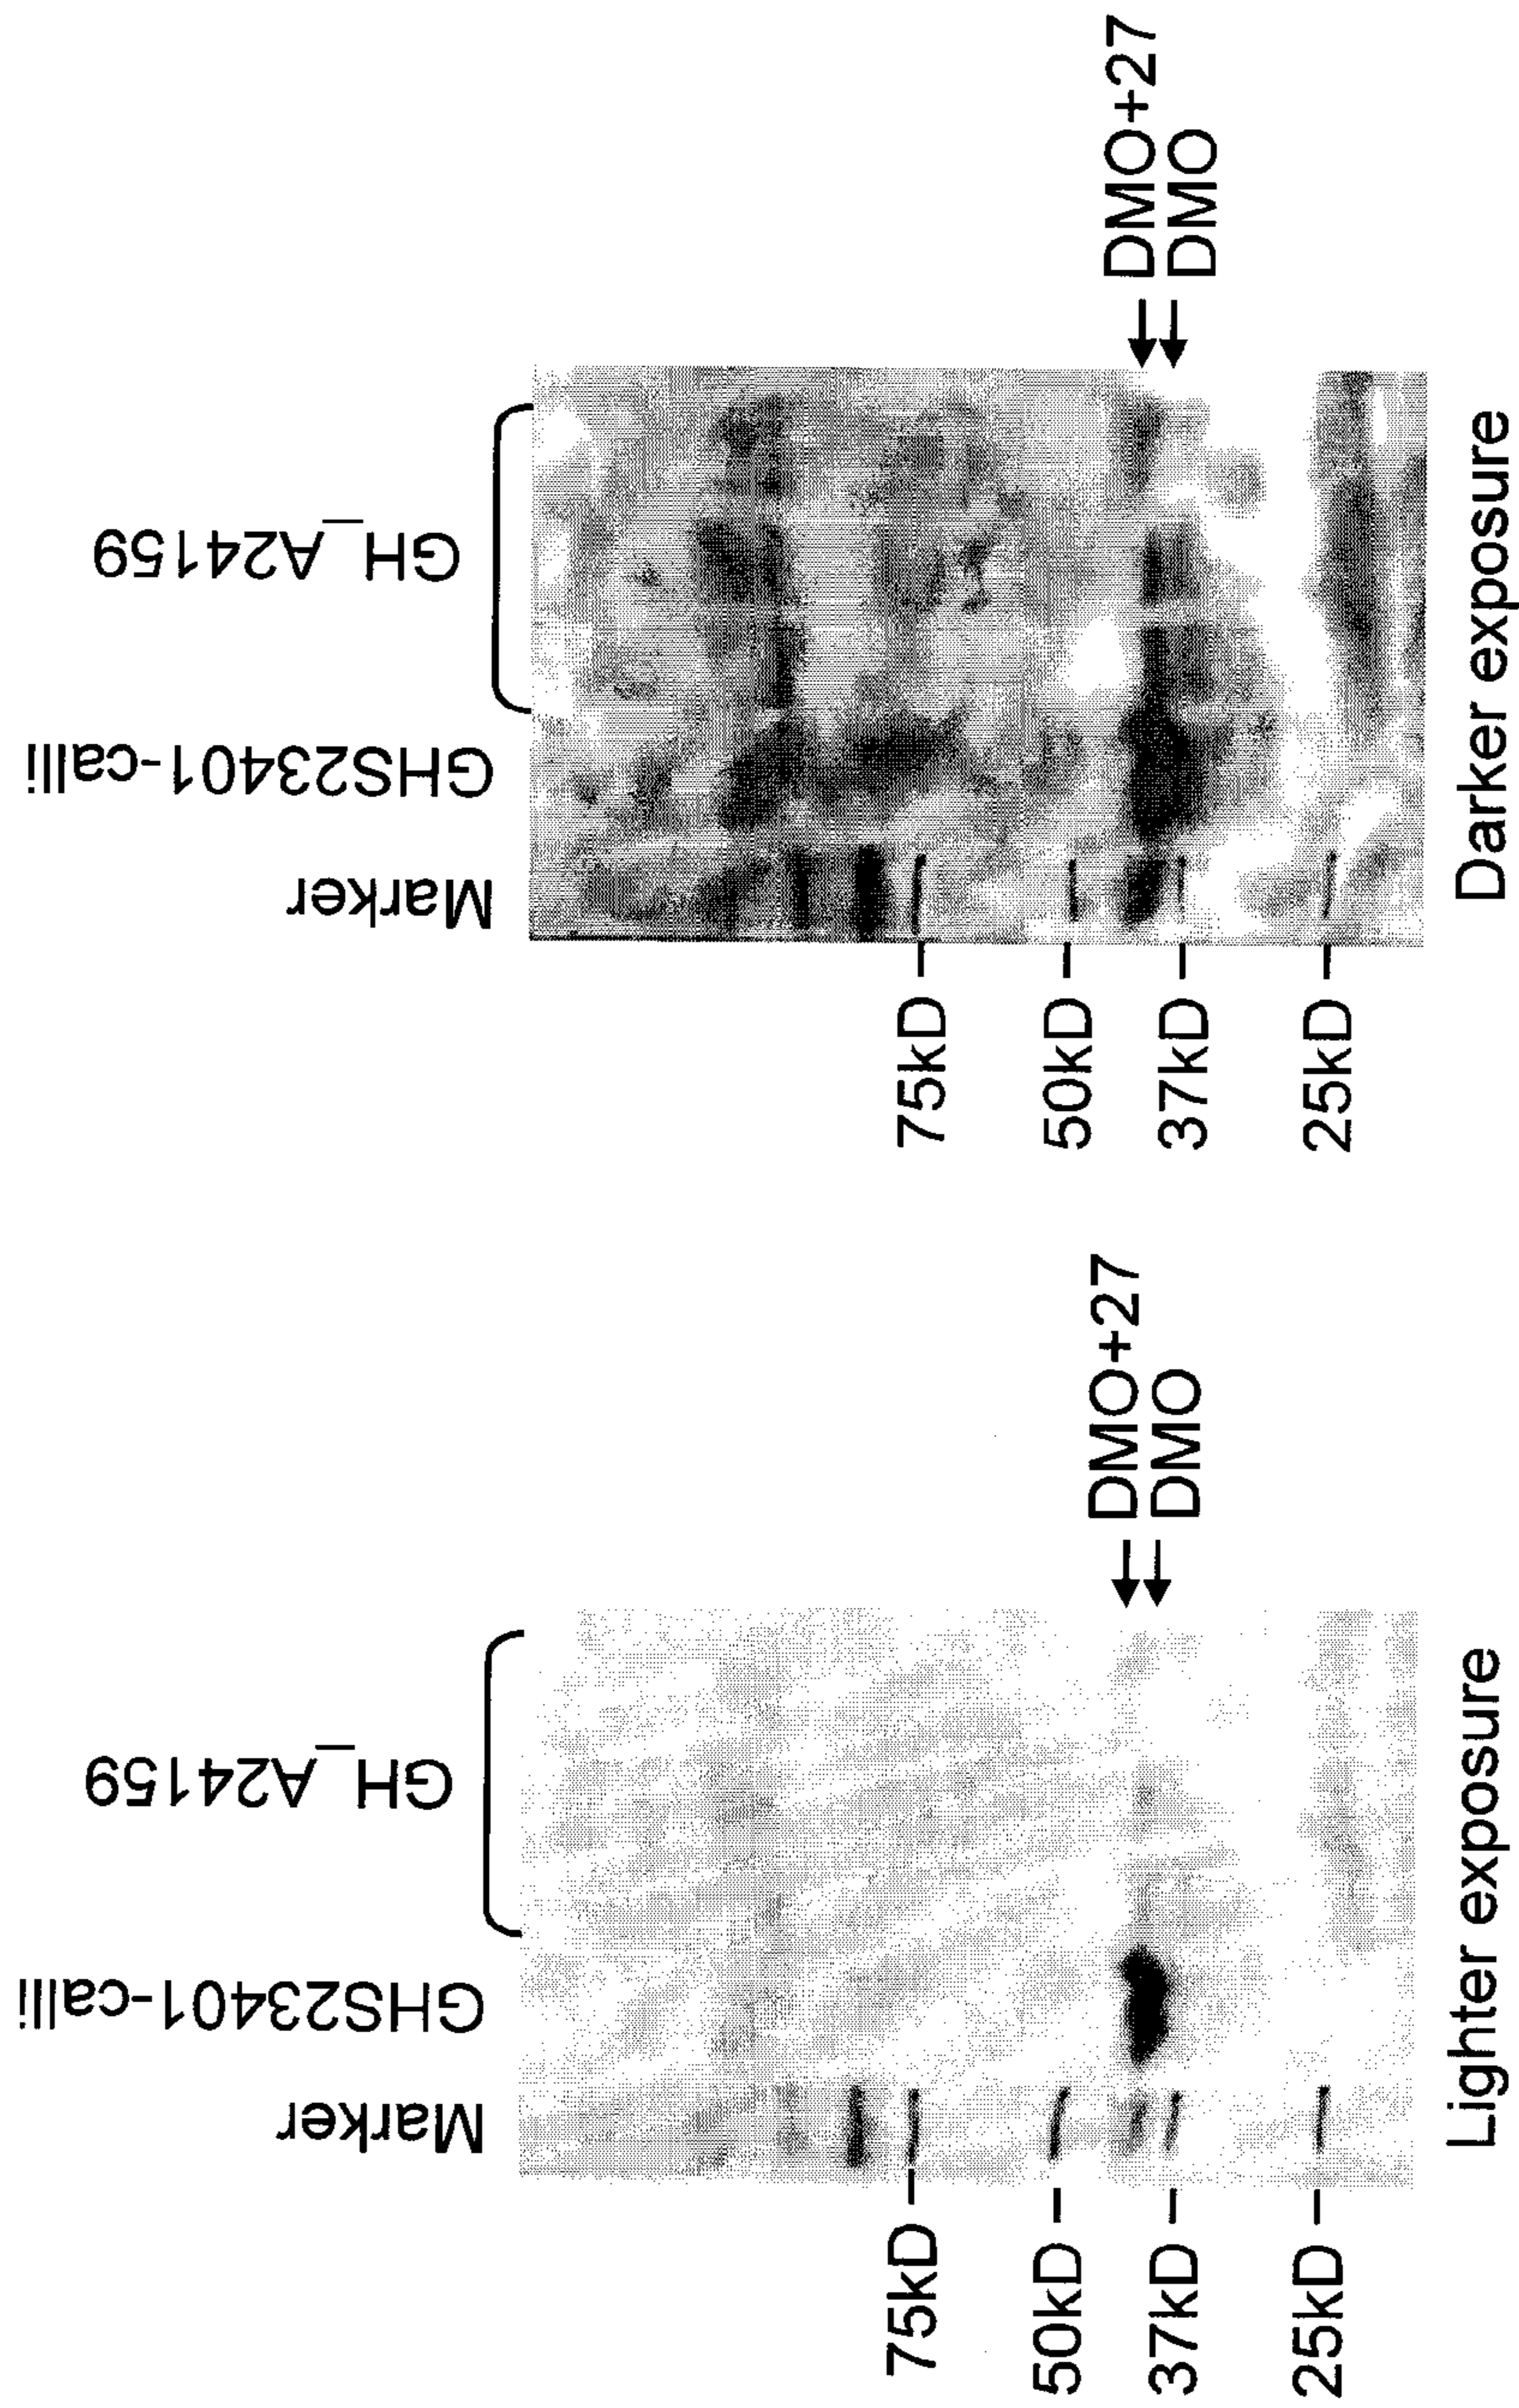 Marker
GHS23401-calli
GH_A24159
75kD
50kD
37kD
25kD
DMO+27
DMO
Lighter exposure
Marker
GHS23401-calli
GH_A24159
75kD
50kD
37kD
25kD
DMO+27
DMO
Darker exposure